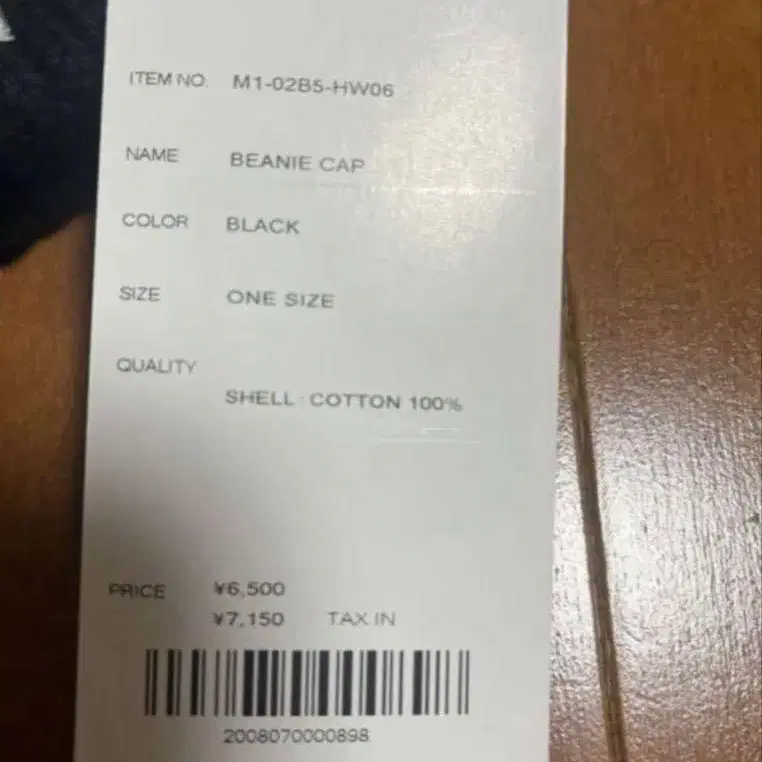 ITEM NO. M1-02B5-HW06
NAME BEANIE CAP
COLOR BLACK
SIZE ONE SIZE
QUALITY
SHELL : COTTON 100%
PRICE ¥6,500
¥7,150 TAX IN
2008070000898